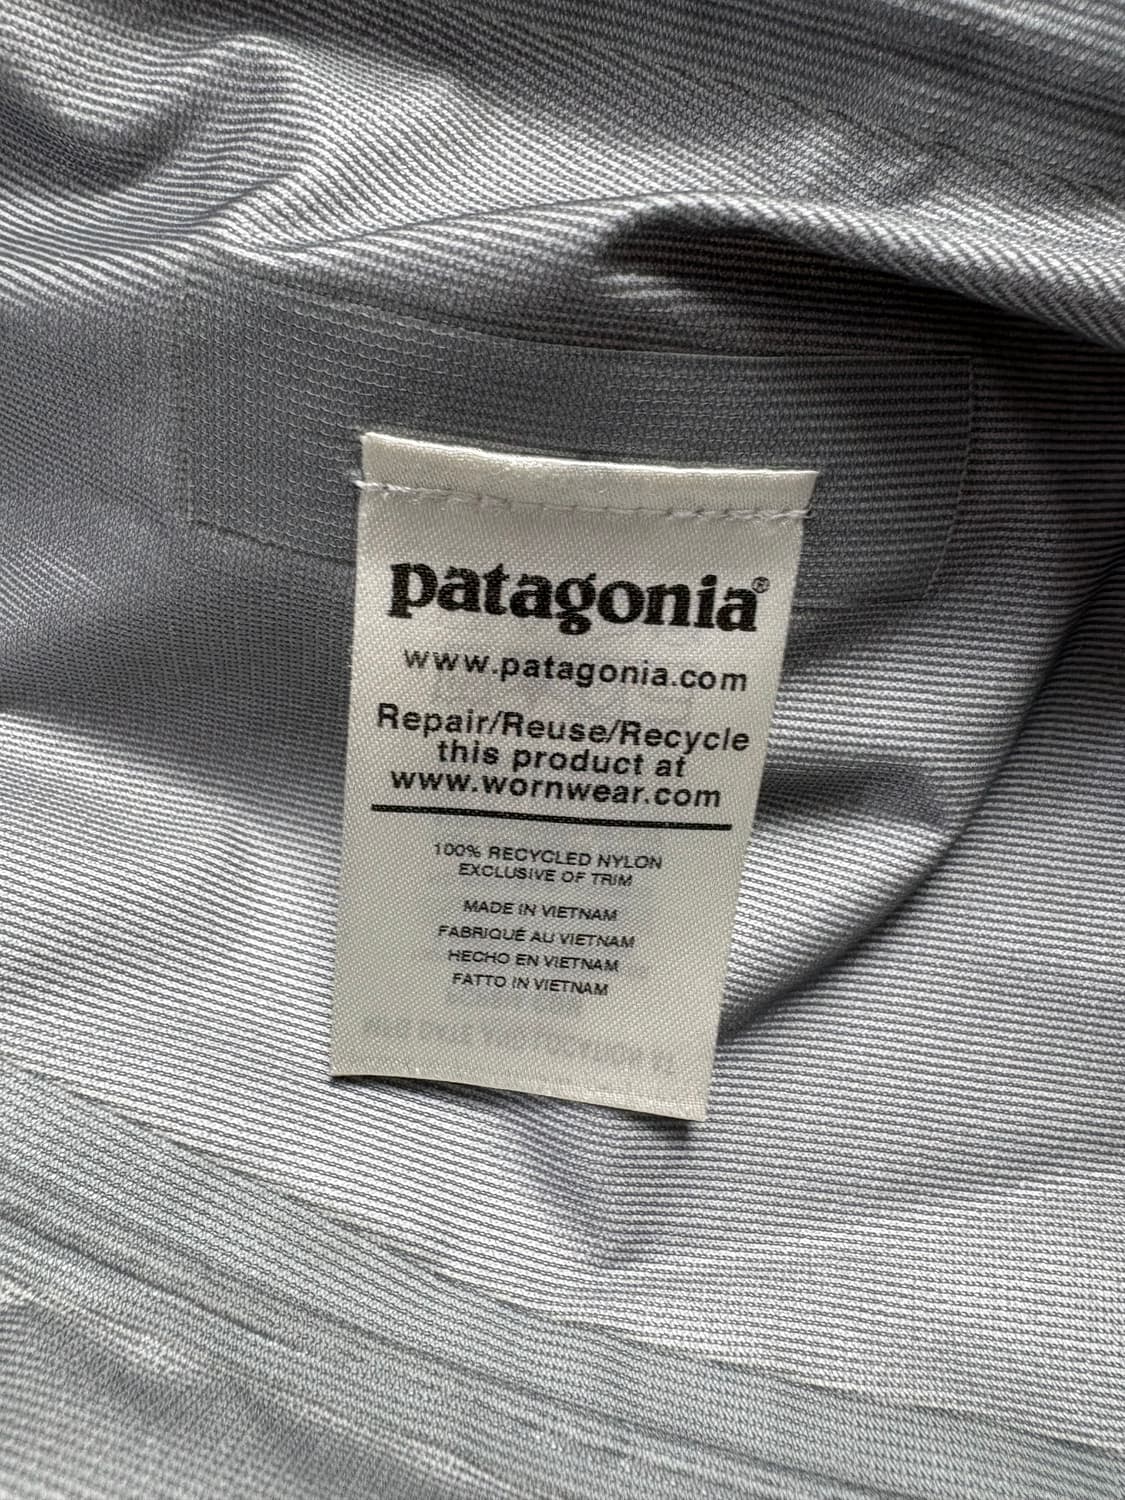 patagonia®
www.patagonia.com
Repair/Reuse/Recycle
this product at
www.wornwear.com
100% RECYCLED NYLON
EXCLUSIVE OF TRIM
MADE IN VIETNAM
FABRIQUÉ AU VIETNAM
HECHO EN VIETNAM
FATTO IN VIETNAM